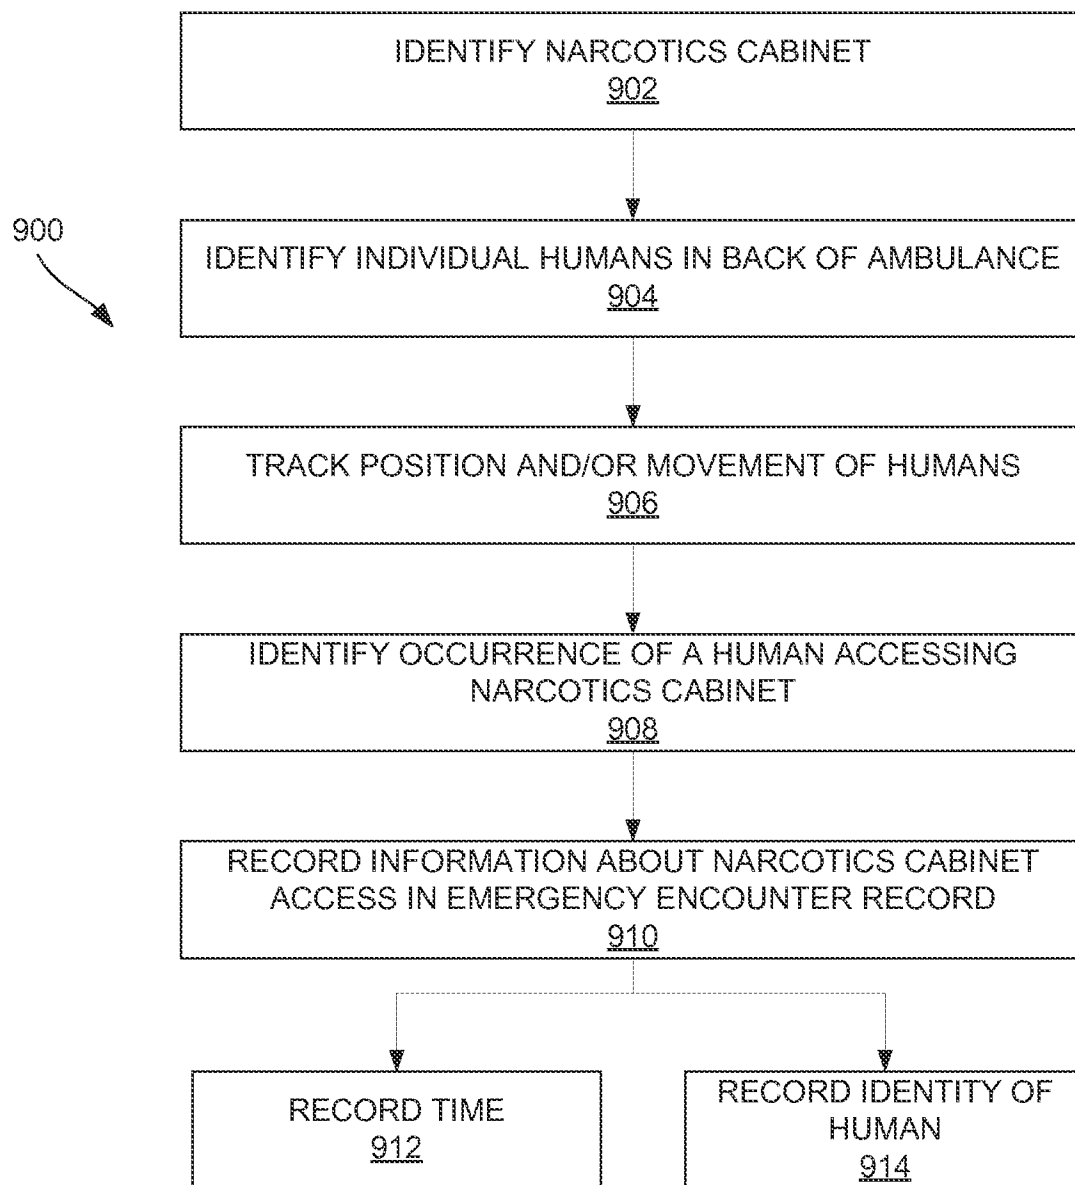 IDENTIFY NARCOTICS CABINET
902
900
IDENTIFY INDIVIDUAL HUMANS IN BACK OF AMBULANCE
904
TRACK POSITION AND/OR MOVEMENT OF HUMANS
906
IDENTIFY OCCURRENCE OF A HUMAN ACCESSING
NARCOTICS CABINET
908
RECORD INFORMATION ABOUT NARCOTICS CABINET
ACCESS IN EMERGENCY ENCOUNTER RECORD
910
RECORD TIME
912
RECORD IDENTITY OF
HUMAN
914